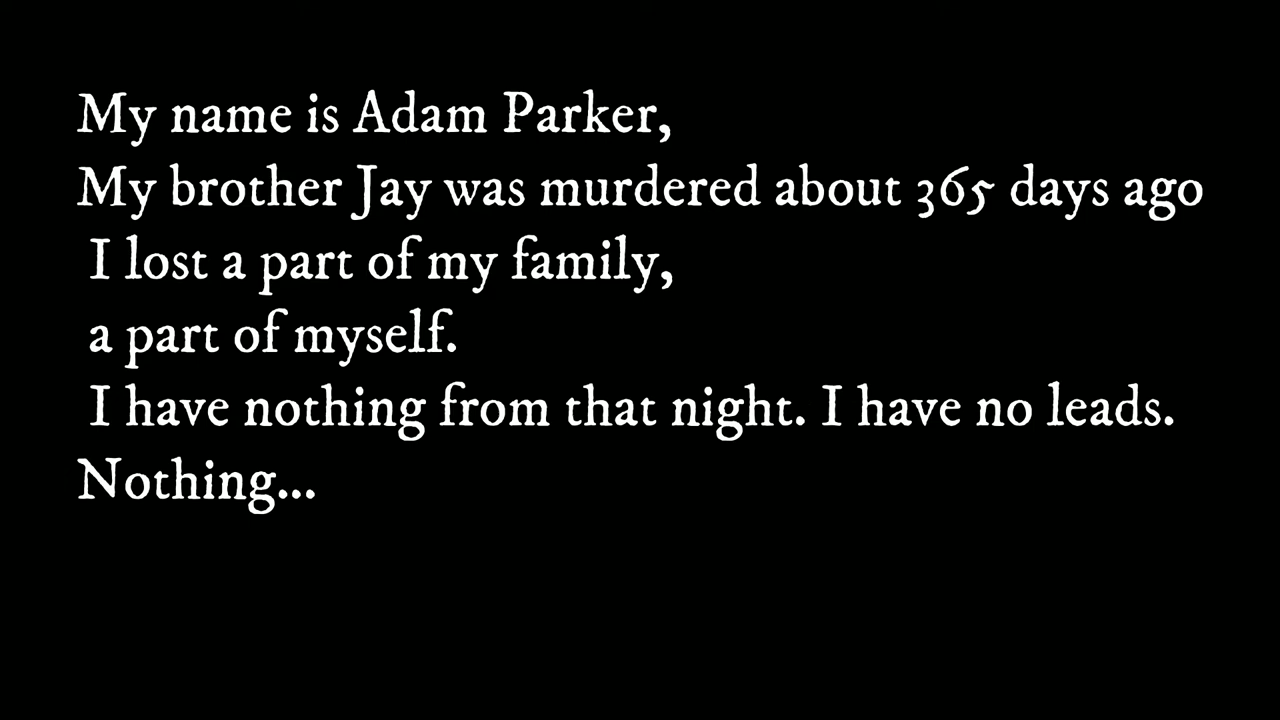 My name is Adam Parker,
My brother Jay was murdered about 365 days ago
I lost a part of my family,
a part of myself.
I have nothing from that night. I have no leads.
Nothing...